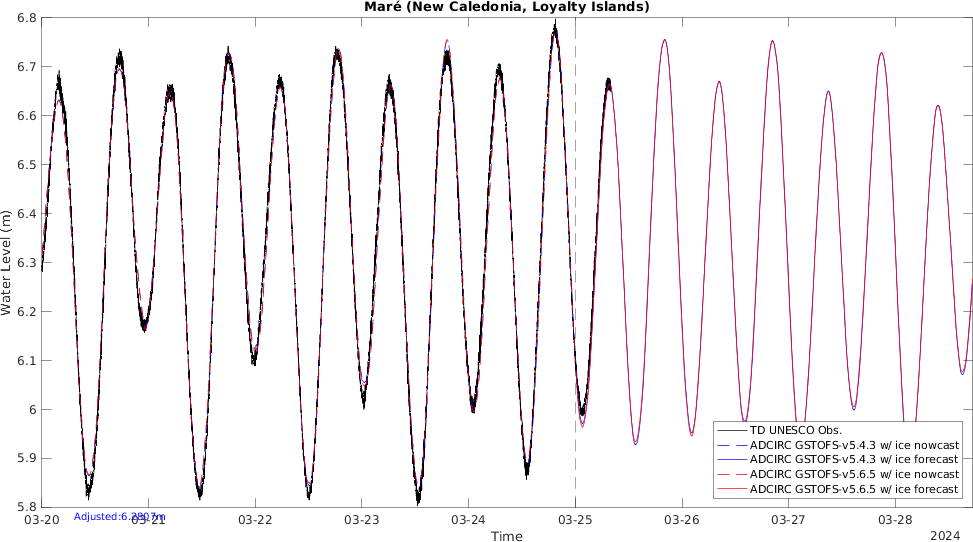 Maré (New Caledonia, Loyalty Islands)
6.8
6.7
6.6
6.5
6.4
6.3
6.2
6.1
6
5.9
5.8
Water Level (m)
TD UNESCO Obs.
ADCIRC GSTOFS-v5.4.3 w/ ice nowcast
ADCIRC GSTOFS-v5.4.3 w/ ice forecast
ADCIRC GSTOFS-v5.6.5 w/ ice nowcast
ADCIRC GSTOFS-v5.6.5 w/ ice forecast
03-20 03-21 03-22 03-23 03-24 03-25 03-26 03-27 03-28
Adjusted:6.2807m
Time
2024